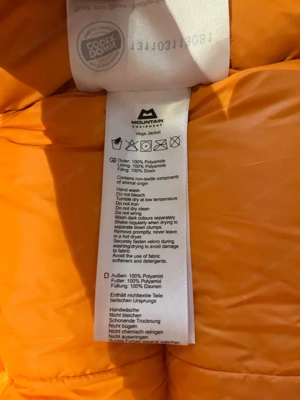 CODEX
DOWN
131103119081
MOUNTAIN
EQUIPMENT
Vega Jacket
GB Outer: 100% Polyamide
Lining: 100% Polyamide
Filling: 100% Down
Contains non-textile components
of animal origin
Hand wash
Do not bleach
Tumble dry at low temperature
Do not iron
Do not dry clean
Do not wring
Wash dark colours separately
Shake regularly when drying to
separate down clumps.
Remove promptly, never leave
in a hot dryer
Securely fasten velcro during
washing/drying to avoid damage
to fabric
Avoid the use of fabric
softeners and detergents.
D Außen: 100% Polyamid
Futter: 100% Polyamid
Füllung: 100% Daunen
Enthält nichttextile Teile
tierischen Ursprungs
Handwäsche
Nicht bleichen
Schonende Trocknung
Nicht bügeln
Nicht chemisch reinigen
Nicht auswringen